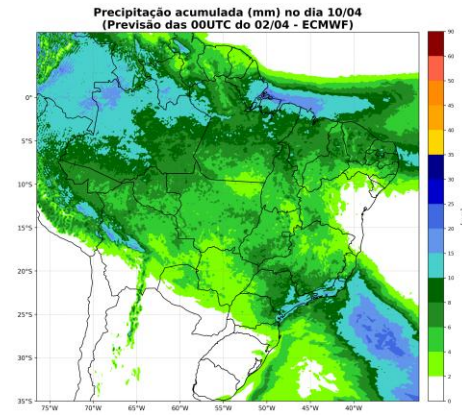 Precipitação acumulada (mm) no dia 10/04
(Previsão das 00UTC do 02/04 - ECMWF)
90
60
50
45
40
35
30
25
20
15
10
8
6
4
2
0
0°
5°S
10°S
15°S
20°S
25°S
30°S
35°S
75°W
70°W
65°W
60°W
55°W
50°W
45°W
40°W